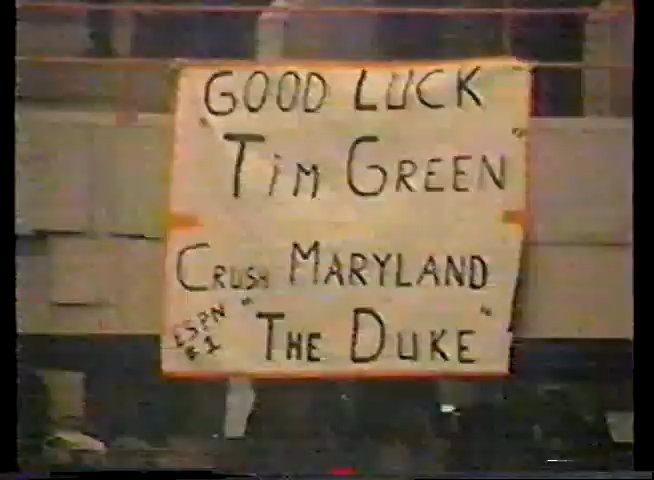 GOOD LUCK
"TIM GREEN"
CRUSH MARYLAND
ESPN
#1
"THE DUKE"